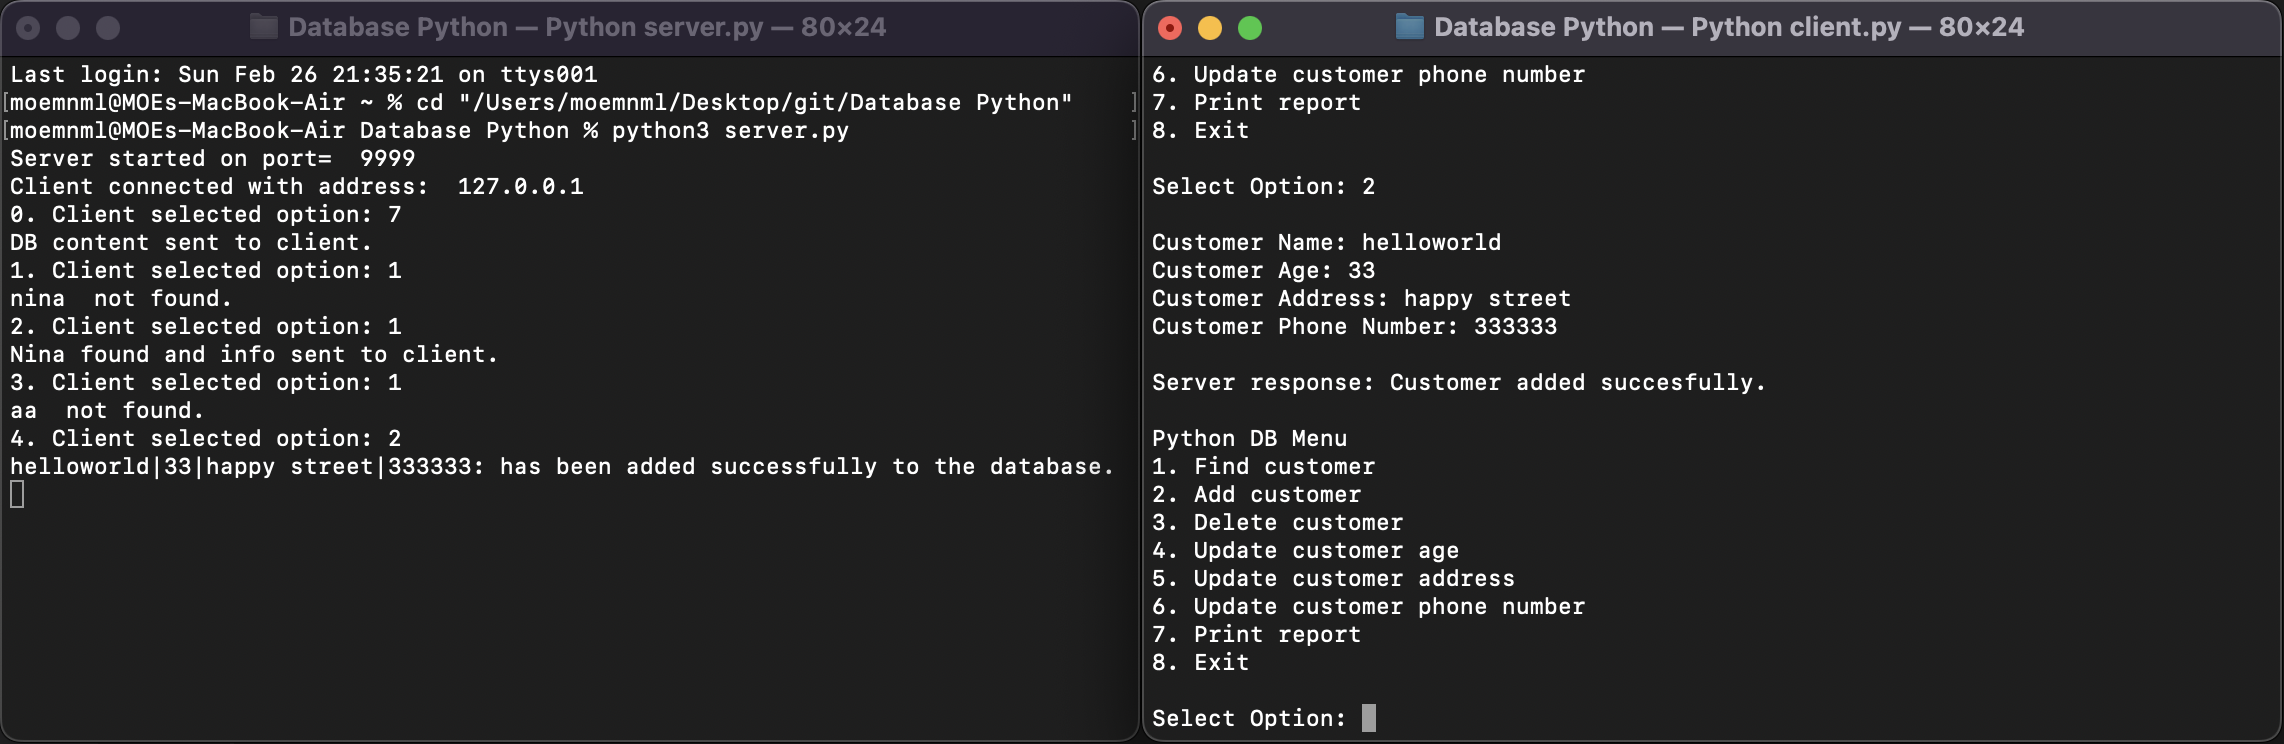 Database Python — Python server.py — 80×24
Last login: Sun Feb 26 21:35:21 on ttys001
[moemnml@MOEs-MacBook-Air ~ % cd "/Users/moemnml/Desktop/git/Database Python" ]
[moemnml@MOEs-MacBook-Air Database Python % python3 server.py ]
Server started on port=  9999
Client connected with address:  127.0.0.1
0. Client selected option: 7
DB content sent to client.
1. Client selected option: 1
nina  not found.
2. Client selected option: 1
Nina found and info sent to client.
3. Client selected option: 1
aa  not found.
4. Client selected option: 2
helloworld|33|happy street|333333: has been added successfully to the database.
Database Python — Python client.py — 80×24
6. Update customer phone number
7. Print report
8. Exit
Select Option: 2
Customer Name: helloworld
Customer Age: 33
Customer Address: happy street
Customer Phone Number: 333333
Server response: Customer added succesfully.
Python DB Menu
1. Find customer
2. Add customer
3. Delete customer
4. Update customer age
5. Update customer address
6. Update customer phone number
7. Print report
8. Exit
Select Option: